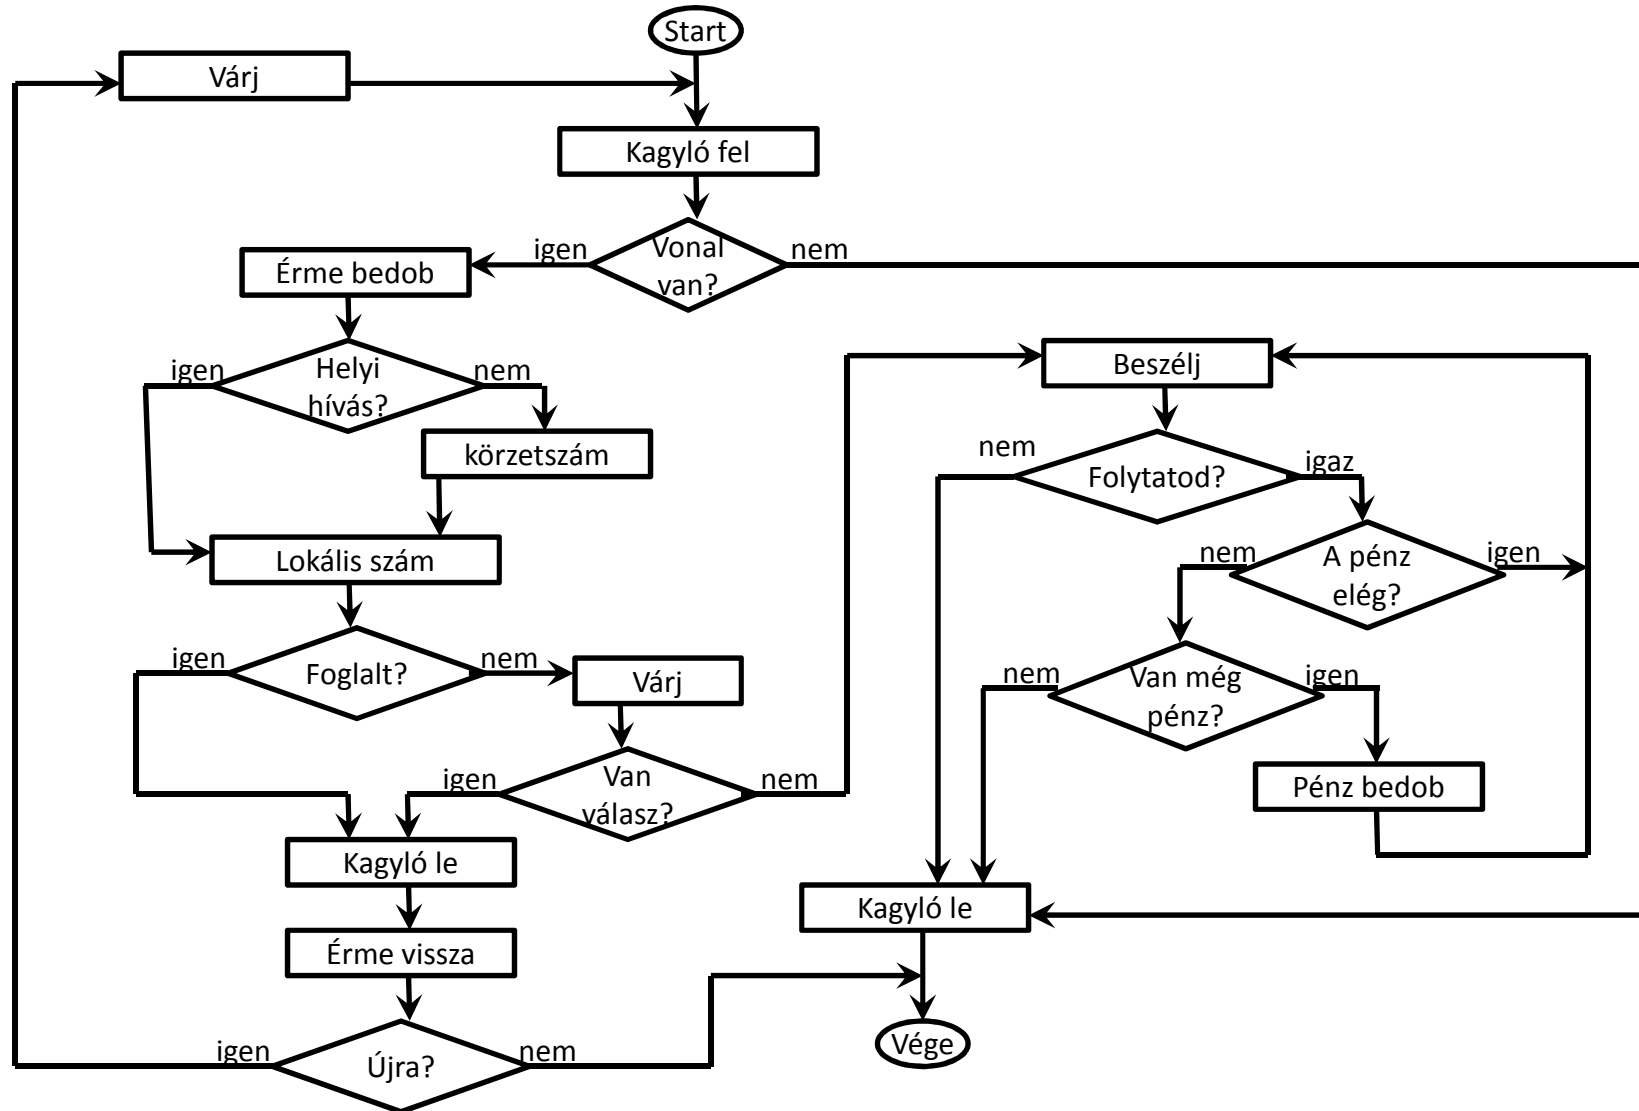 Start
Várj
Kagyló fel
igen
Vonal
van?
nem
Érme bedob
igen
Helyi
hívás?
nem
körzetszám
Lokális szám
igen
Foglalt?
nem
Várj
igen
Van
válasz?
nem
Kagyló le
Érme vissza
igen
Újra?
nem
Beszélj
nem
Folytatod?
igaz
nem
A pénz
elég?
igen
nem
Van még
pénz?
igen
Pénz bedob
Kagyló le
Vége